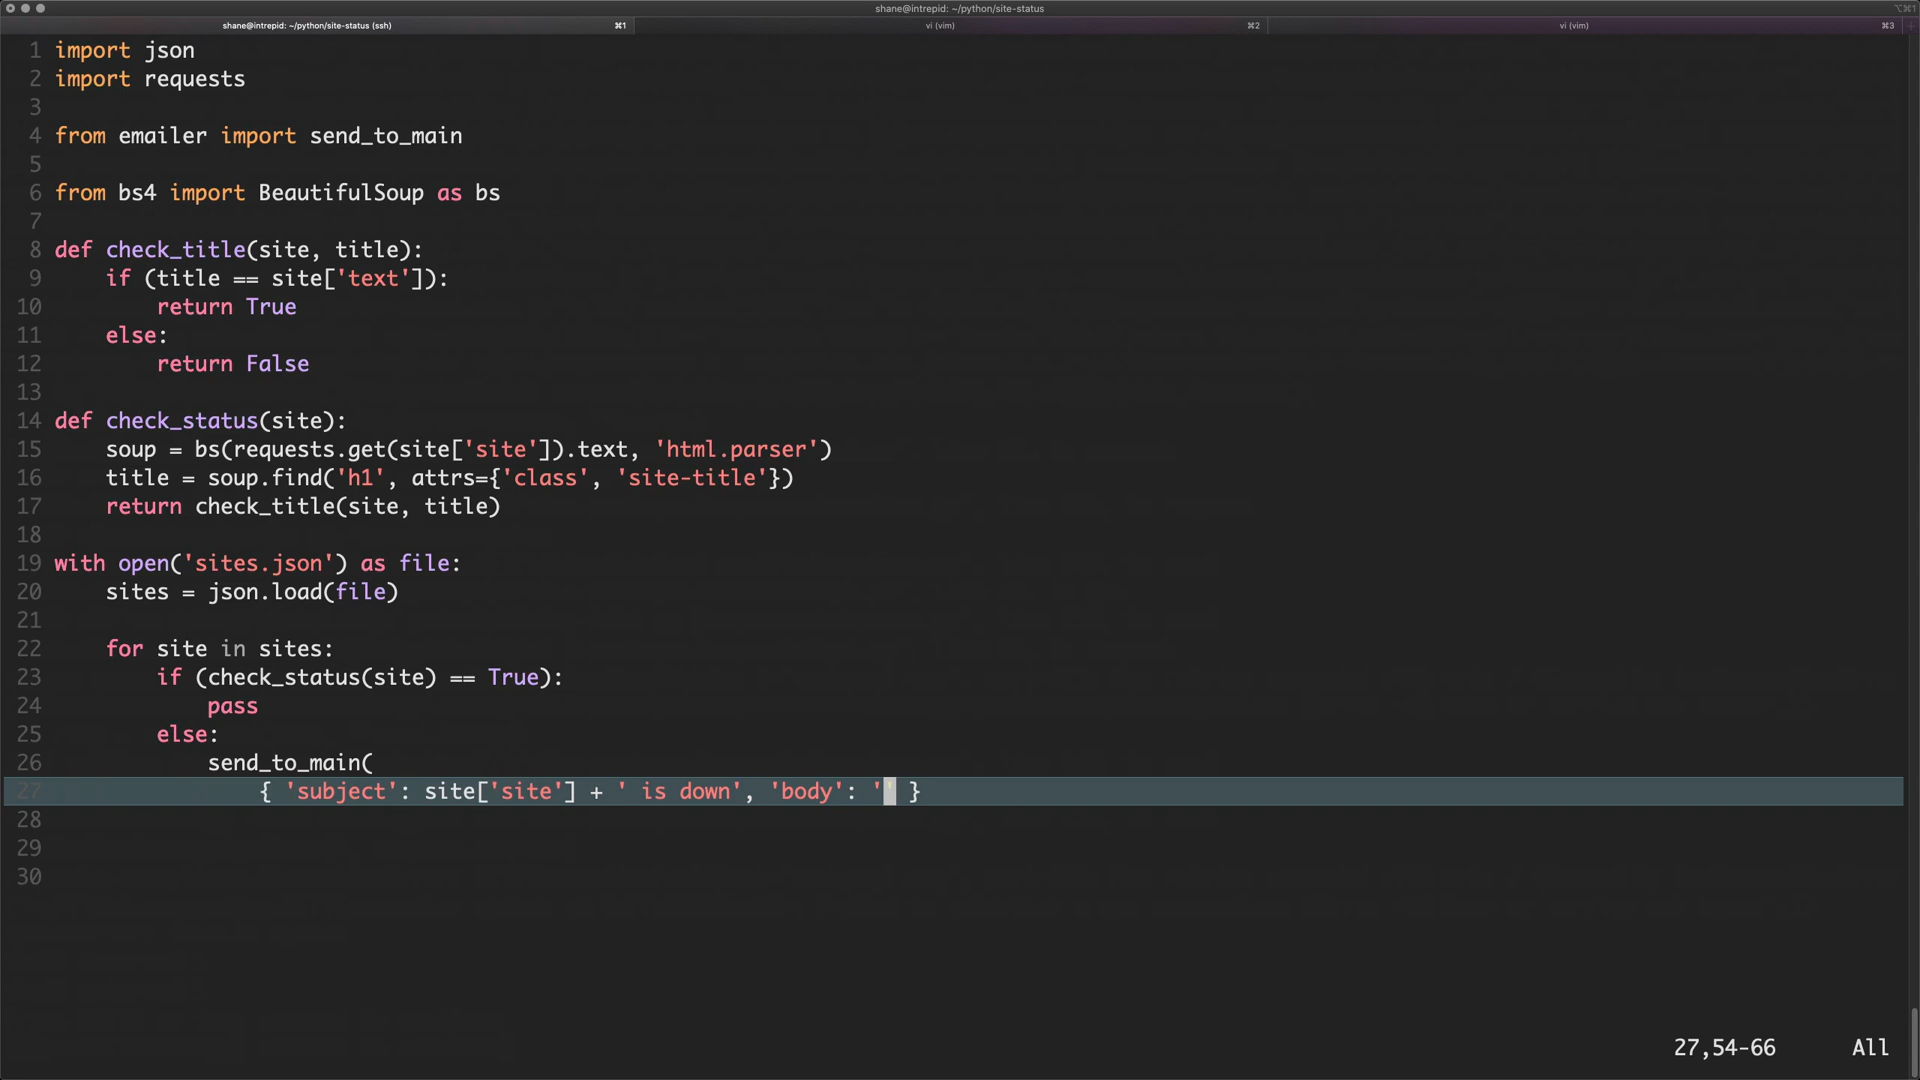 shane@intrepid: ~/python/site-status
⌥⌘1
shane@intrepid: ~/python/site-status (ssh) ⌘1 vi (vim) ⌘2 vi (vim) ⌘3 +
1 import json
2 import requests
3
4 from emailer import send_to_main
5
6 from bs4 import BeautifulSoup as bs
7
8 def check_title(site, title):
9     if (title == site['text']):
10         return True
11     else:
12         return False
13
14 def check_status(site):
15     soup = bs(requests.get(site['site']).text, 'html.parser')
16     title = soup.find('h1', attrs={'class', 'site-title'})
17     return check_title(site, title)
18
19 with open('sites.json') as file:
20     sites = json.load(file)
21
22     for site in sites:
23         if (check_status(site) == True):
24             pass
25         else:
26             send_to_main(
27                 { 'subject': site['site'] + ' is down', 'body': '' }
28
29
30
27,54-66 All